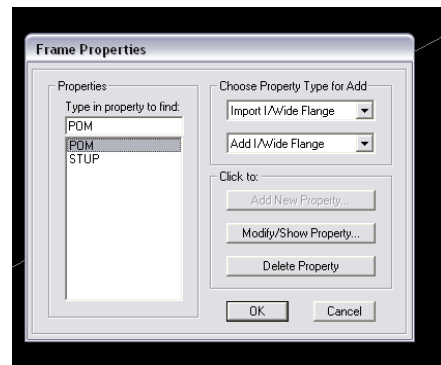 Frame Properties
Properties
Type in property to find:
POM
POM
STUP
Choose Property Type for Add
Import I/Wide Flange
Add I/Wide Flange
Click to:
Add New Property...
Modify/Show Property...
Delete Property
OK
Cancel